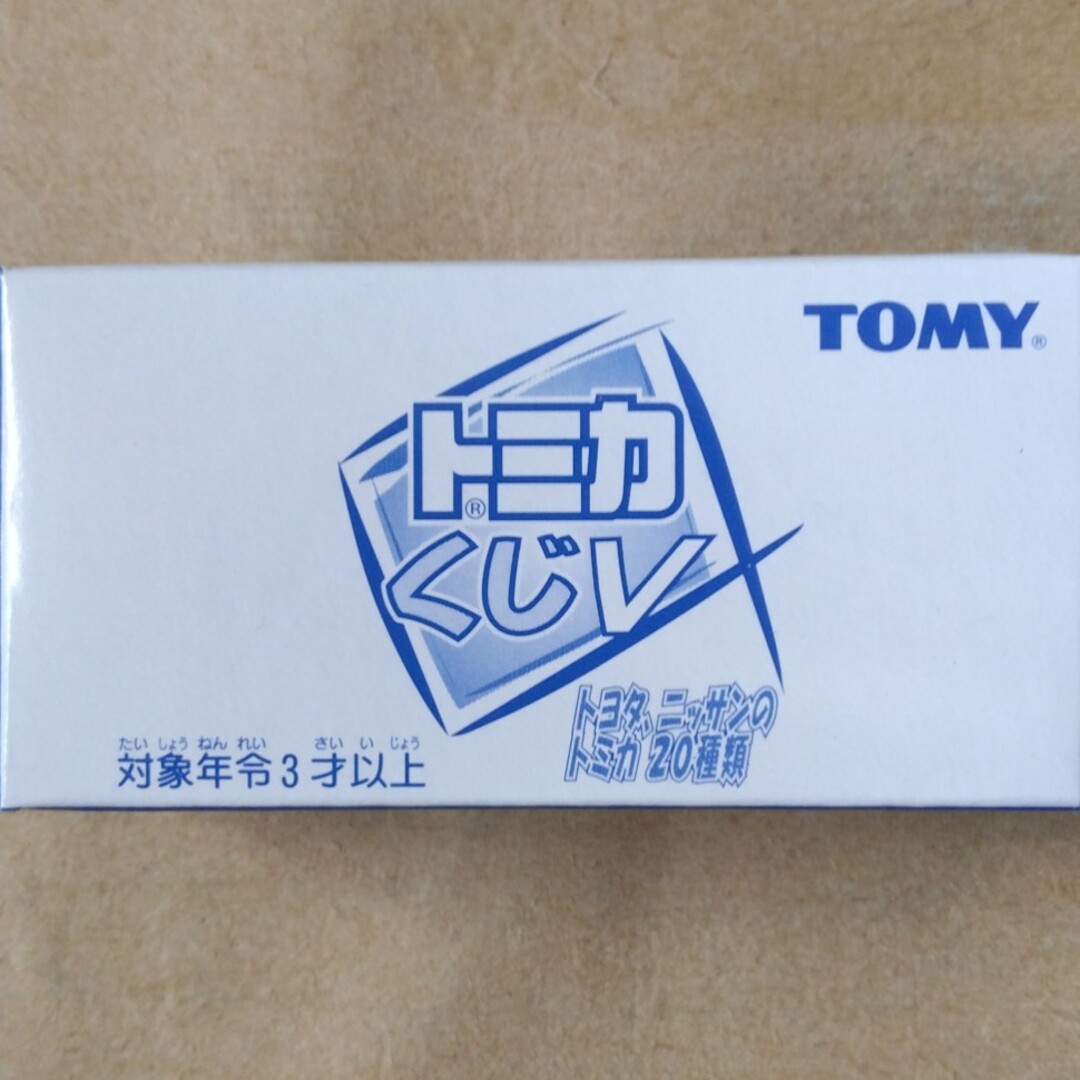 TOMY®
トミカ®
くじV
トヨタ、ニッサンの
トミカ 20種類
たいしょうねんれい さいいじょう
対象年令3才以上